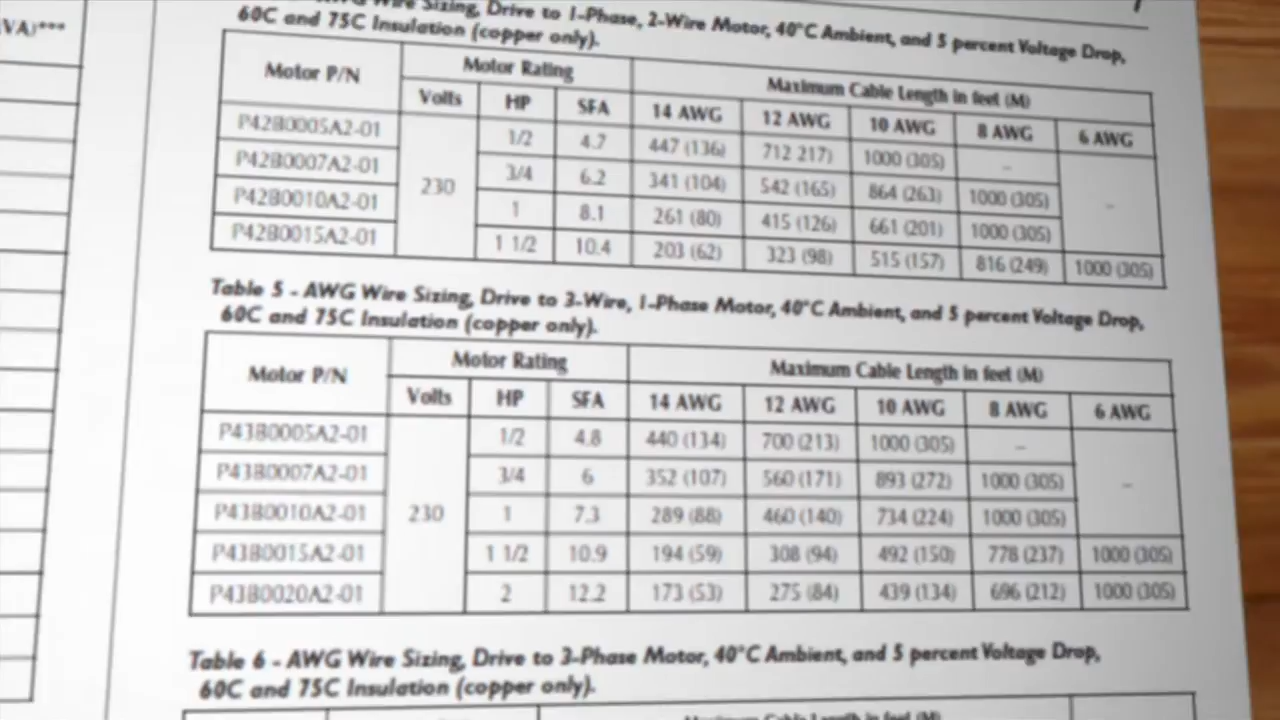 VA)***
AWG Wire Sizing, Drive to 1-Phase, 2-Wire Motor, 40°C Ambient, and 5 percent Voltage Drop,
60C and 75C Insulation (copper only).
Motor P/N Motor Rating Maximum Cable Length in feet (M)
Volts HP SFA 14 AWG 12 AWG 10 AWG 8 AWG 6 AWG
P42B0005A2-01 230 1/2 4.7 447 (136) 712 217) 1000 (305) – –
P42B0007A2-01 3/4 6.2 341 (104) 542 (165) 864 (263) 1000 (305)
P42B0010A2-01 1 8.1 261 (80) 415 (126) 661 (201) 1000 (305)
P42B0015A2-01 1 1/2 10.4 203 (62) 323 (98) 515 (157) 816 (249) 1000 (305)
Table 5 - AWG Wire Sizing, Drive to 3-Wire, 1-Phase Motor, 40°C Ambient, and 5 percent Voltage Drop,
60C and 75C Insulation (copper only).
Motor P/N Motor Rating Maximum Cable Length in feet (M)
Volts HP SFA 14 AWG 12 AWG 10 AWG 8 AWG 6 AWG
P43B0005A2-01 230 1/2 4.8 440 (134) 700 (213) 1000 (305) – –
P43B0007A2-01 3/4 6 352 (107) 560 (171) 893 (272) 1000 (305)
P43B0010A2-01 1 7.3 289 (88) 460 (140) 734 (224) 1000 (305)
P43B0015A2-01 1 1/2 10.9 194 (59) 308 (94) 492 (150) 778 (237) 1000 (305)
P43B0020A2-01 2 12.2 173 (53) 275 (84) 439 (134) 696 (212) 1000 (305)
Table 6 - AWG Wire Sizing, Drive to 3-Phase Motor, 40°C Ambient, and 5 percent Voltage Drop,
60C and 75C Insulation (copper only).
Maximum Cable Length in feet (M)